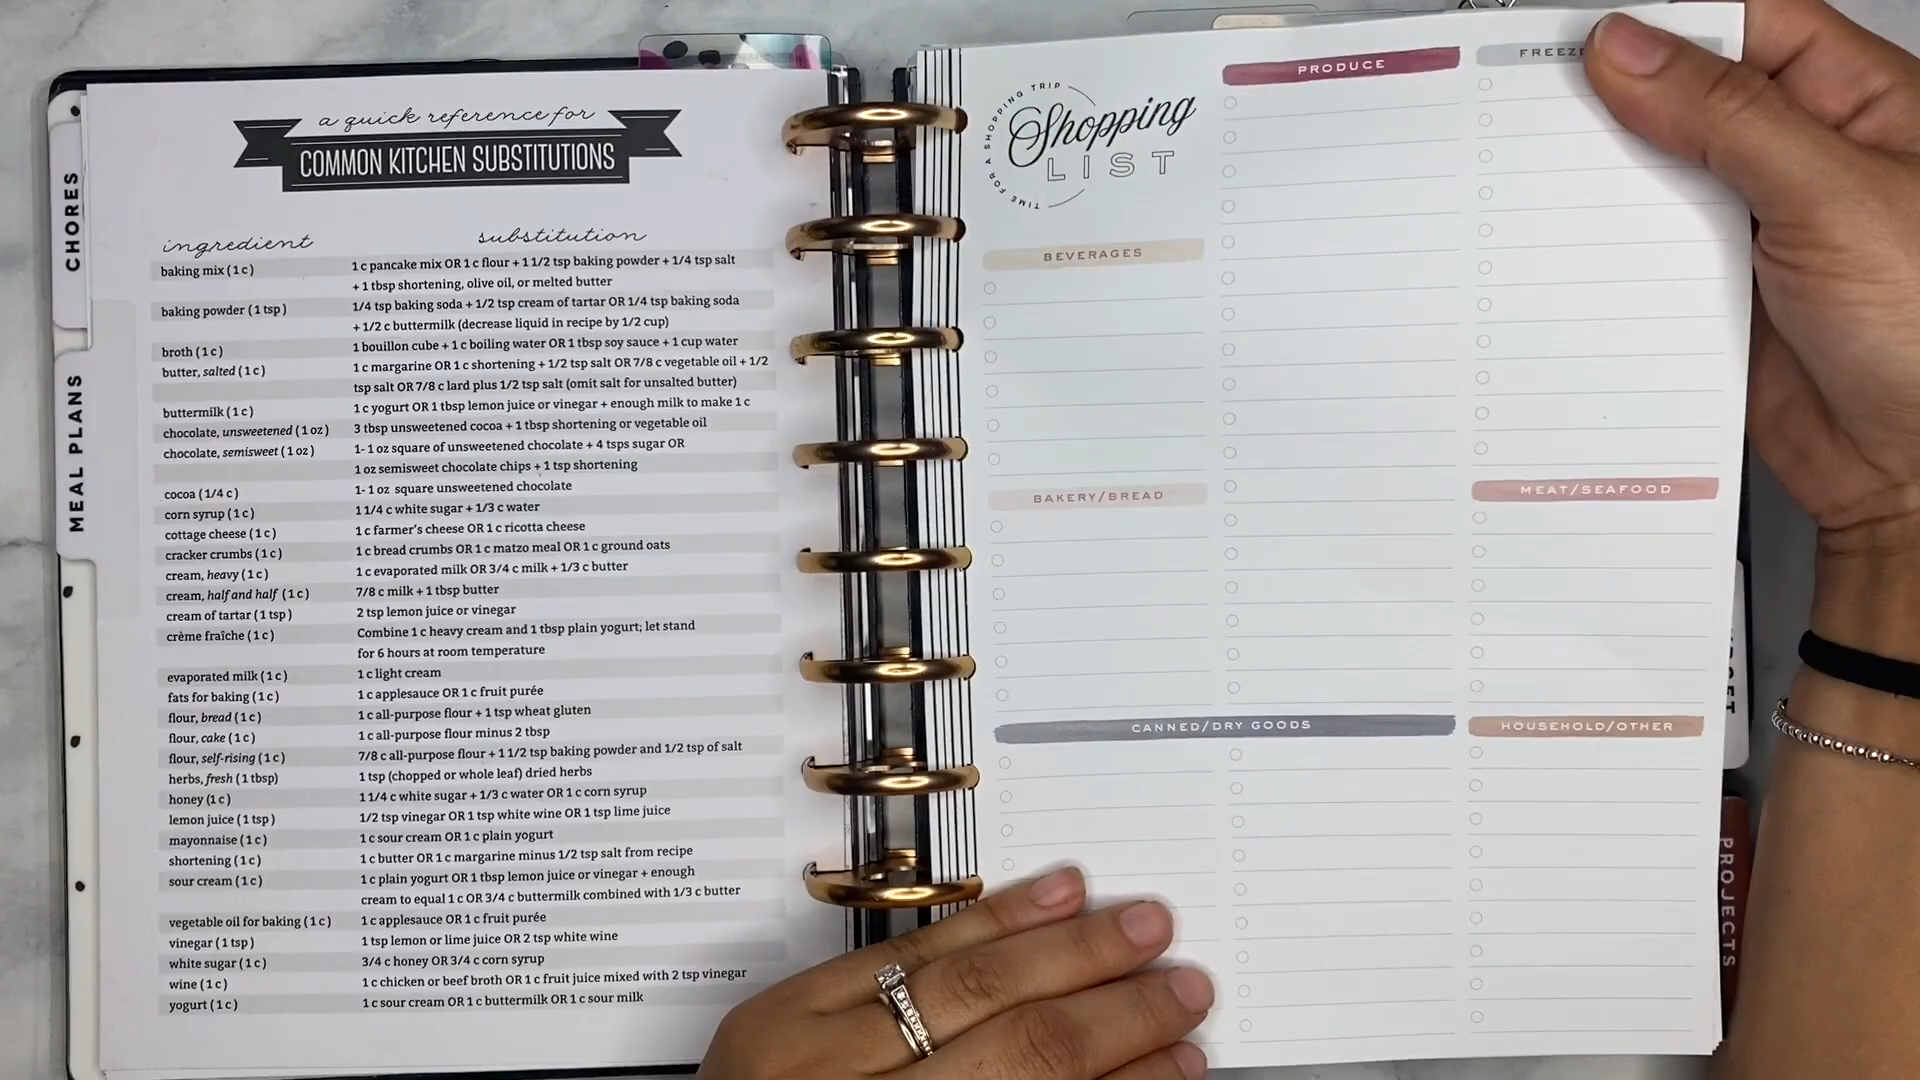 CHORES
MEAL PLANS
a quick reference for
COMMON KITCHEN SUBSTITUTIONS
ingredient substitution
baking mix (1 c) 1 c pancake mix OR 1 c flour + 1 1/2 tsp baking powder + 1/4 tsp salt
+ 1 tbsp shortening, olive oil, or melted butter
baking powder (1 tsp) 1/4 tsp baking soda + 1/2 tsp cream of tartar OR 1/4 tsp baking soda
+ 1/2 c buttermilk (decrease liquid in recipe by 1/2 cup)
broth (1 c) 1 bouillon cube + 1 c boiling water OR 1 tbsp soy sauce + 1 cup water
butter, salted (1 c) 1 c margarine OR 1 c shortening + 1/2 tsp salt OR 7/8 c vegetable oil + 1/2
tsp salt OR 7/8 c lard plus 1/2 tsp salt (omit salt for unsalted butter)
buttermilk (1 c) 1 c yogurt OR 1 tbsp lemon juice or vinegar + enough milk to make 1 c
chocolate, unsweetened (1 oz) 3 tbsp unsweetened cocoa + 1 tbsp shortening or vegetable oil
chocolate, semisweet (1 oz) 1- 1 oz square of unsweetened chocolate + 4 tsps sugar OR
1 oz semisweet chocolate chips + 1 tsp shortening
cocoa (1/4 c) 1- 1 oz square unsweetened chocolate
corn syrup (1 c) 1 1/4 c white sugar + 1/3 c water
cottage cheese (1 c) 1 c farmer's cheese OR 1 c ricotta cheese
cracker crumbs (1 c) 1 c bread crumbs OR 1 c matzo meal OR 1 c ground oats
cream, heavy (1 c) 1 c evaporated milk OR 3/4 c milk + 1/3 c butter
cream, half and half (1 c) 7/8 c milk + 1 tbsp butter
cream of tartar (1 tsp) 2 tsp lemon juice or vinegar
crème fraîche (1 c) Combine 1 c heavy cream and 1 tbsp plain yogurt; let stand
for 6 hours at room temperature
evaporated milk (1 c) 1 c light cream
fats for baking (1 c) 1 c applesauce OR 1 c fruit purée
flour, bread (1 c) 1 c all-purpose flour + 1 tsp wheat gluten
flour, cake (1 c) 1 c all-purpose flour minus 2 tbsp
flour, self-rising (1 c) 7/8 c all-purpose flour + 1 1/2 tsp baking powder and 1/2 tsp of salt
herbs, fresh (1 tbsp) 1 tsp (chopped or whole leaf) dried herbs
honey (1 c) 1 1/4 c white sugar + 1/3 c water OR 1 c corn syrup
lemon juice (1 tsp) 1/2 tsp vinegar OR 1 tsp white wine OR 1 tsp lime juice
mayonnaise (1 c) 1 c sour cream OR 1 c plain yogurt
shortening (1 c) 1 c butter OR 1 c margarine minus 1/2 tsp salt from recipe
sour cream (1 c) 1 c plain yogurt OR 1 tbsp lemon juice or vinegar + enough
cream to equal 1 c OR 3/4 c buttermilk combined with 1/3 c butter
vegetable oil for baking (1 c) 1 c applesauce OR 1 c fruit purée
vinegar (1 tsp) 1 tsp lemon or lime juice OR 2 tsp white wine
white sugar (1 c) 3/4 c honey OR 3/4 c corn syrup
wine (1 c) 1 c chicken or beef broth OR 1 c fruit juice mixed with 2 tsp vinegar
yogurt (1 c) 1 c sour cream OR 1 c buttermilk OR 1 c sour milk
TIME FOR A SHOPPING TRIP
Shopping
LIST
BEVERAGES
BAKERY/BREAD
PRODUCE
MEAT/SEAFOOD
CANNED/DRY GOODS
HOUSEHOLD/OTHER
PROJECTS